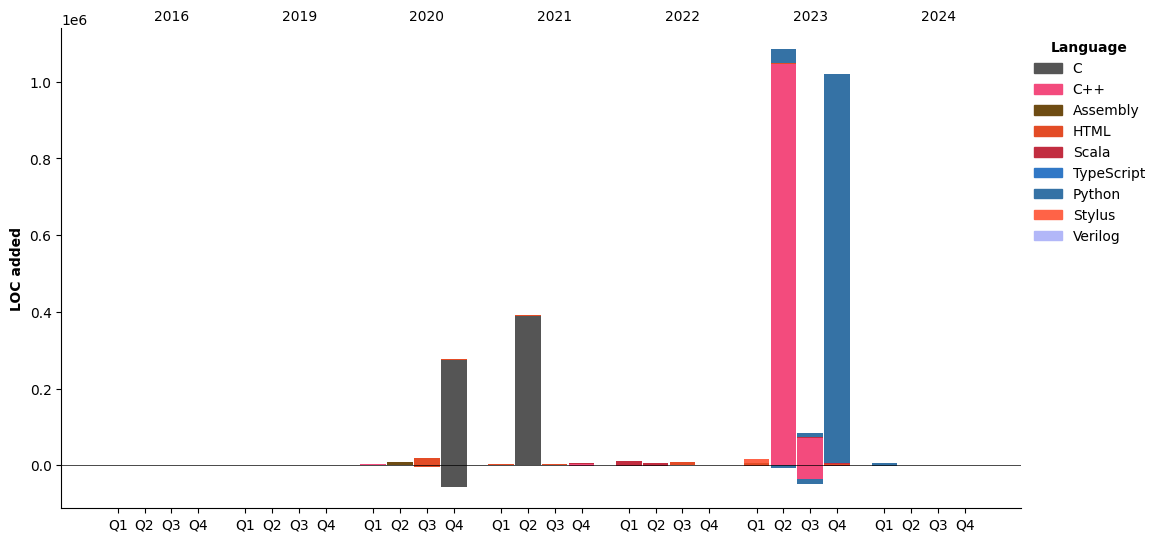 1e6
2016 2019 2020 2021 2022 2023 2024
Language
C
C++
Assembly
HTML
Scala
TypeScript
Python
Stylus
Verilog
LOC added
1.0
0.8
0.6
0.4
0.2
0.0
Q1 Q2 Q3 Q4 Q1 Q2 Q3 Q4 Q1 Q2 Q3 Q4 Q1 Q2 Q3 Q4 Q1 Q2 Q3 Q4 Q1 Q2 Q3 Q4 Q1 Q2 Q3 Q4